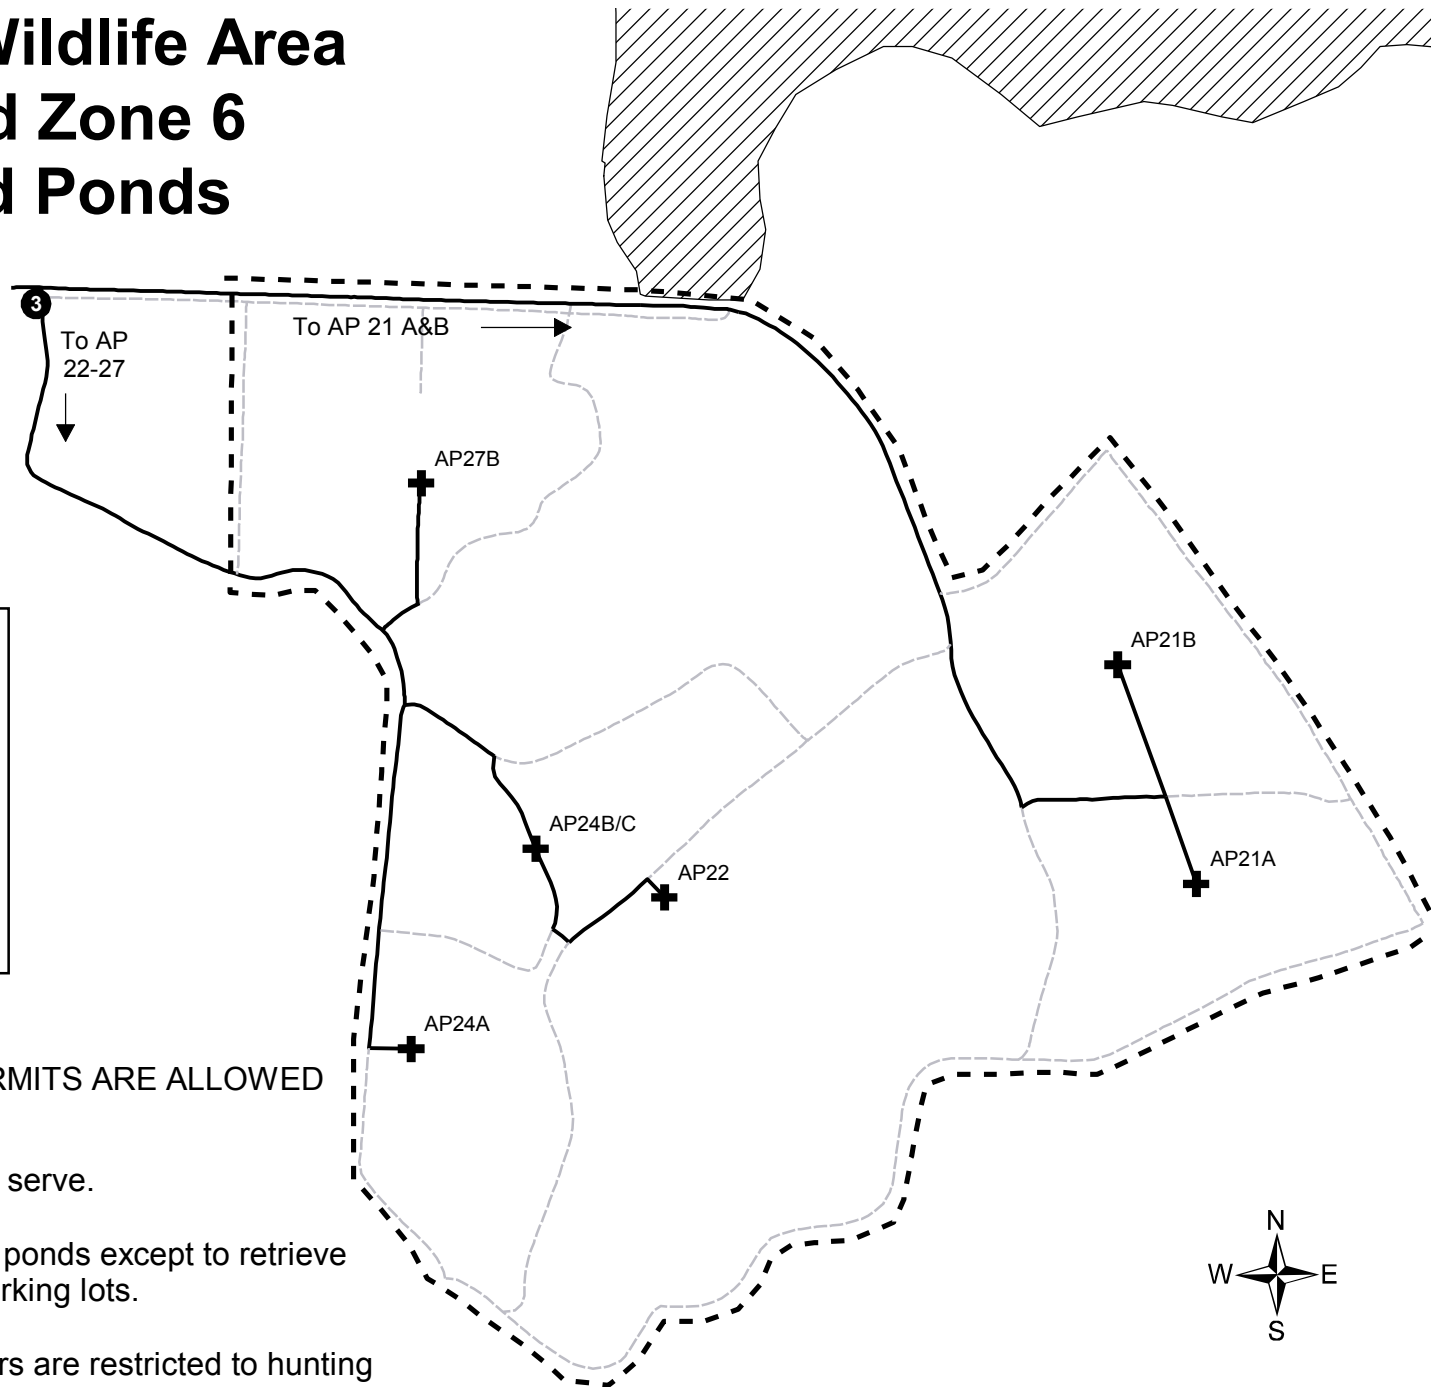 Wildlife Area
d Zone 6
d Ponds
3
To AP
22-27
To AP 21 A&B
AP27B
AP21B
AP24B/C
AP22
AP21A
AP24A
RMITS ARE ALLOWED
serve.
ponds except to retrieve
rking lots.
rs are restricted to hunting
N
W E
S